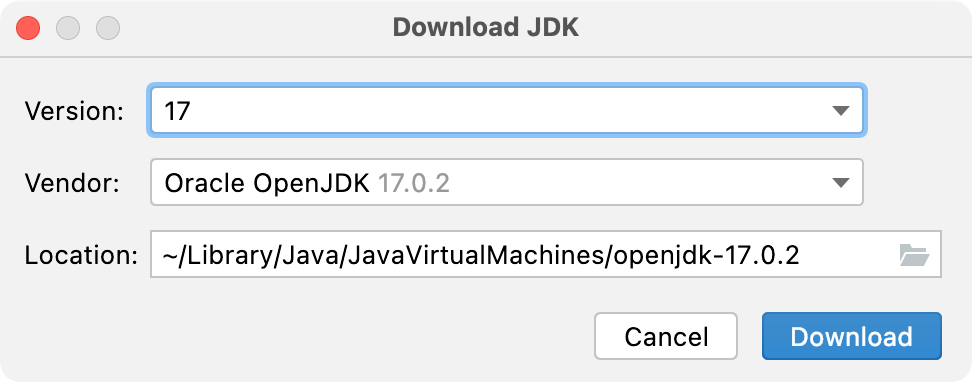 Download JDK
Version: 17
Vendor: Oracle OpenJDK 17.0.2
Location: ~/Library/Java/JavaVirtualMachines/openjdk-17.0.2
Cancel Download